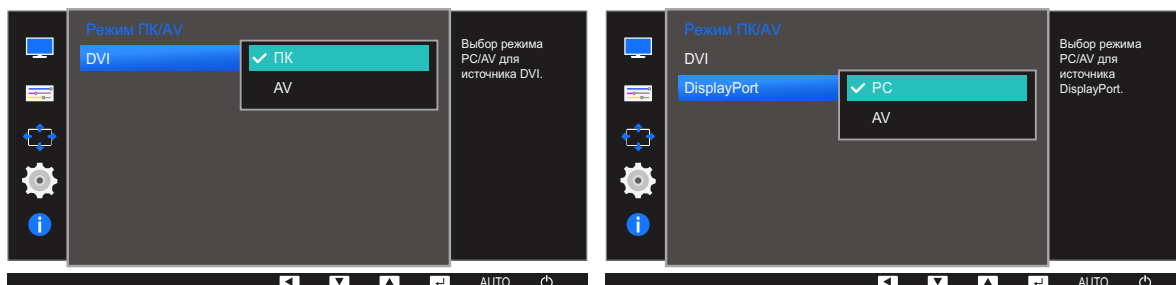 Режим ПК/AV
DVI
ПК
AV
Выбор режима
PC/AV для
источника DVI.
AUTO
Режим ПК/AV
DVI
DisplayPort
PC
AV
Выбор режима
PC/AV для
источника
DisplayPort.
AUTO